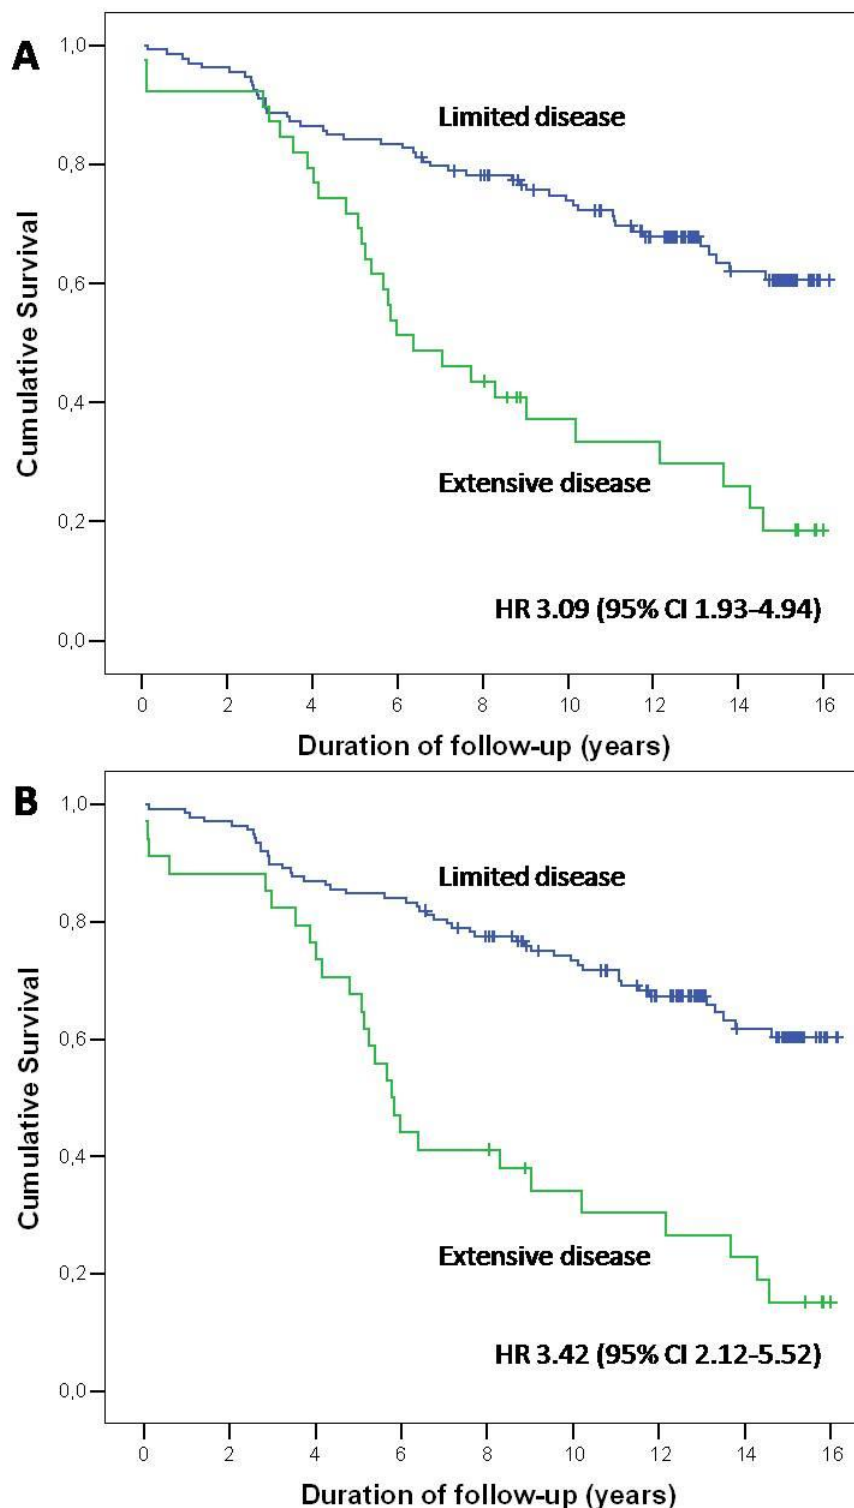 A
1,0
0,8
0,6
0,4
0,2
0,0
Cumulative Survival
Limited disease
Extensive disease
HR 3.09 (95% CI 1.93-4.94)
0 2 4 6 8 10 12 14 16
Duration of follow-up (years)
B
1,0
0,8
0,6
0,4
0,2
0,0
Cumulative Survival
Limited disease
Extensive disease
HR 3.42 (95% CI 2.12-5.52)
0 2 4 6 8 10 12 14 16
Duration of follow-up (years)